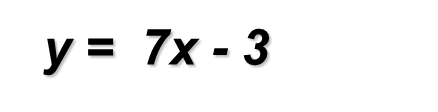 y = 7x - 3